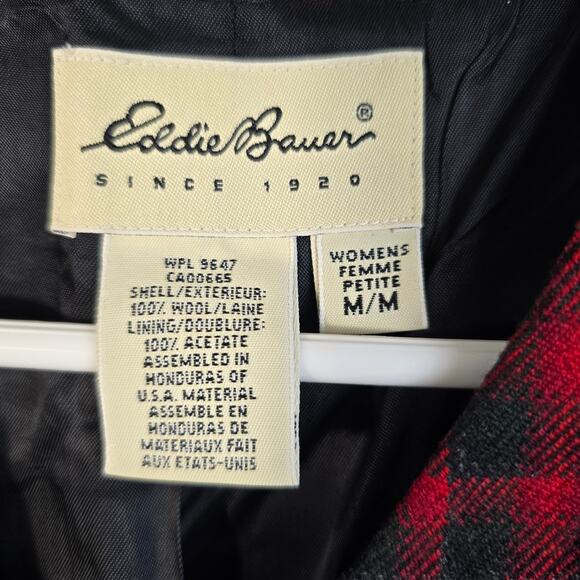 Eddie Bauer®
SINCE 1920
WPL 9647
CA00665
SHELL/EXTERIEUR:
100% WOOL/LAINE
LINING/DOUBLURE:
100% ACETATE
ASSEMBLED IN
HONDURAS OF
U.S.A. MATERIAL
ASSEMBLE EN
HONDURAS DE
MATERIAUX FAIT
AUX ETATS-UNIS
WOMENS
FEMME
PETITE
M/M